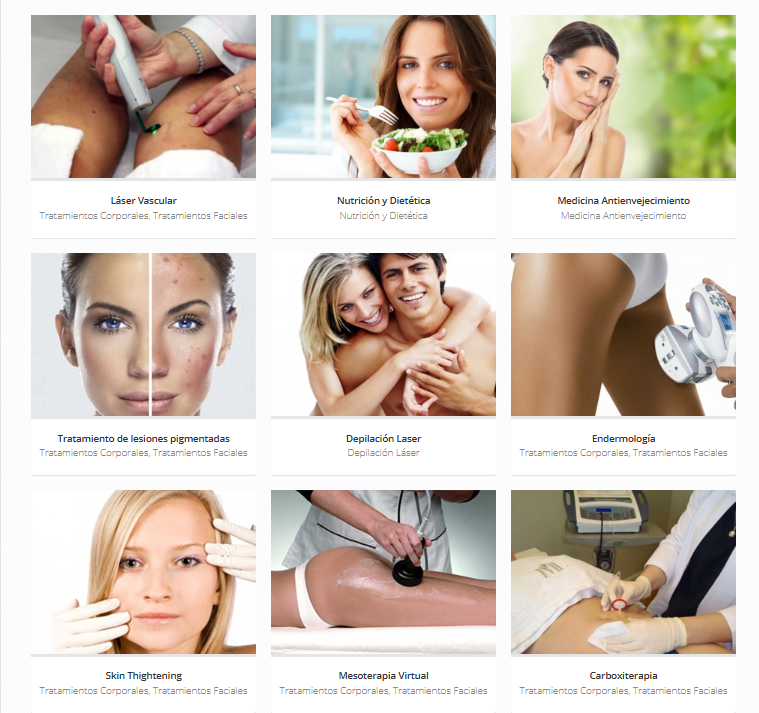 Láser Vascular
Tratamientos Corporales, Tratamientos Faciales
Nutrición y Dietética
Nutrición y Dietética
Medicina Antienvejecimiento
Medicina Antienvejecimiento
Tratamiento de lesiones pigmentadas
Tratamientos Corporales, Tratamientos Faciales
Depilación Laser
Depilación Láser
Endermología
Tratamientos Corporales, Tratamientos Faciales
Skin Thightening
Tratamientos Corporales, Tratamientos Faciales
Mesoterapia Virtual
Tratamientos Corporales, Tratamientos Faciales
Carboxiterapia
Tratamientos Corporales, Tratamientos Faciales